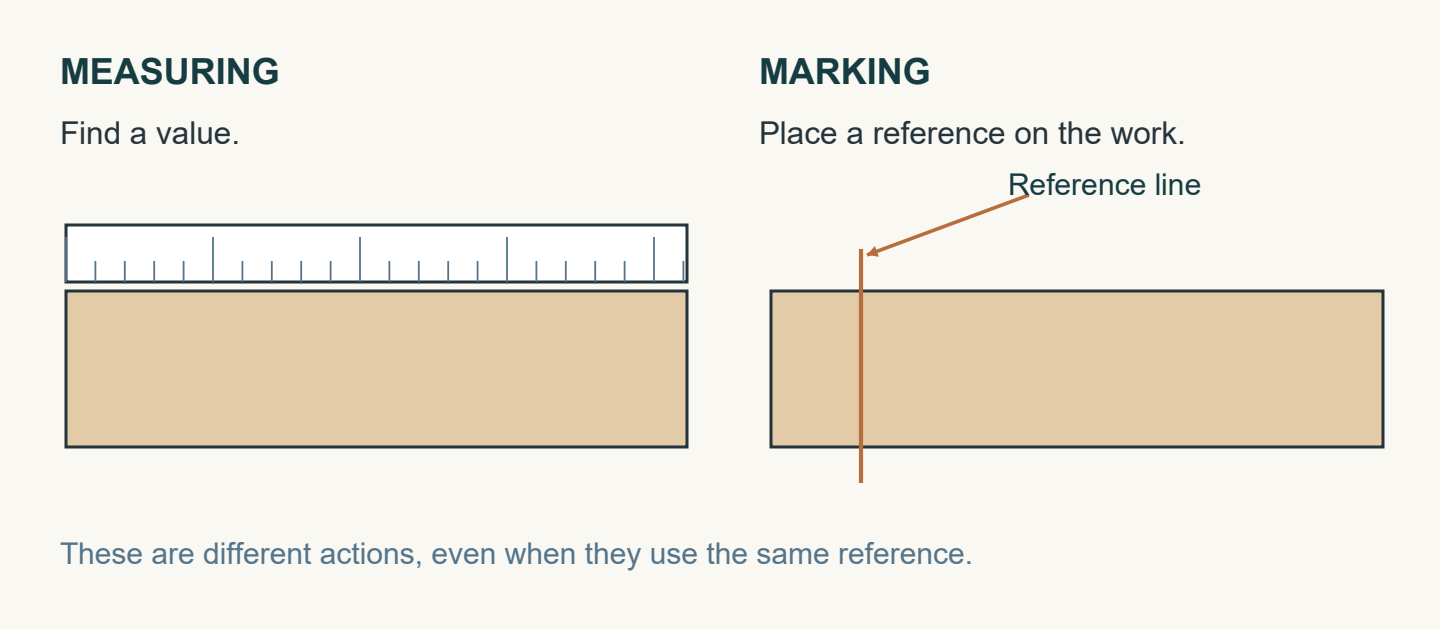 MEASURING
Find a value.
MARKING
Place a reference on the work.
Reference line
These are different actions, even when they use the same reference.